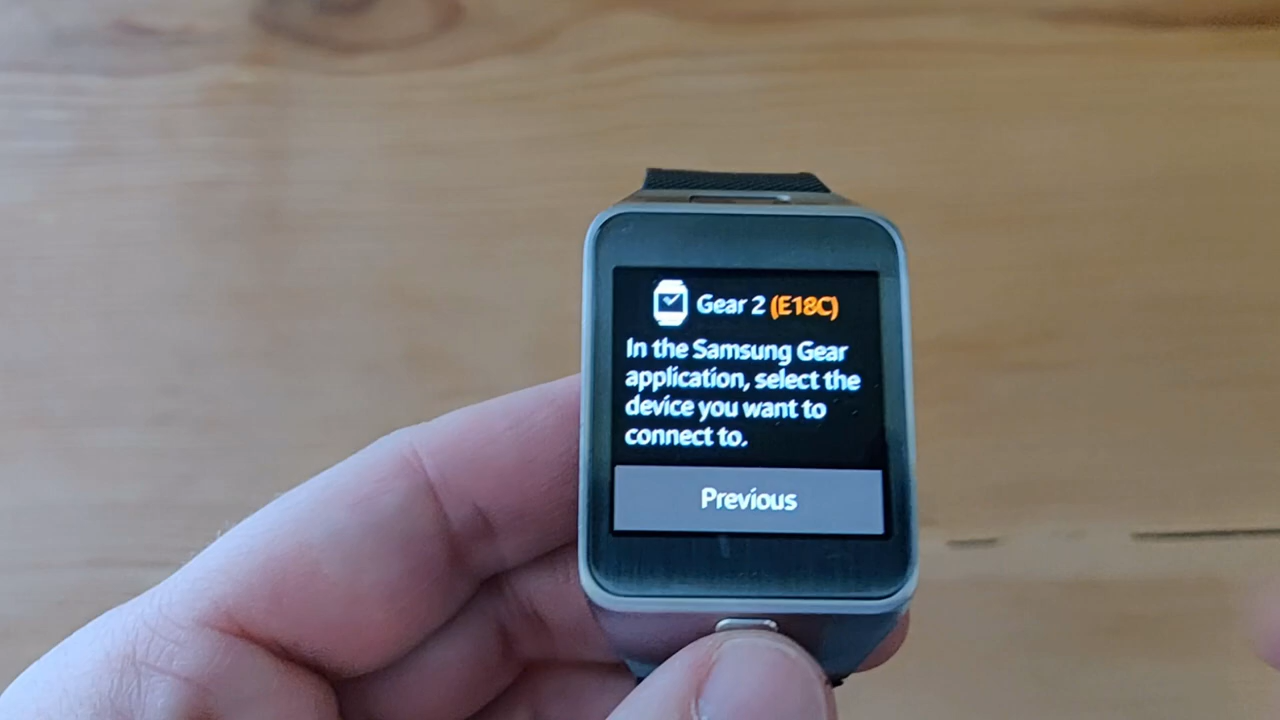 Gear 2 (E18C)
In the Samsung Gear
application, select the
device you want to
connect to.
Previous